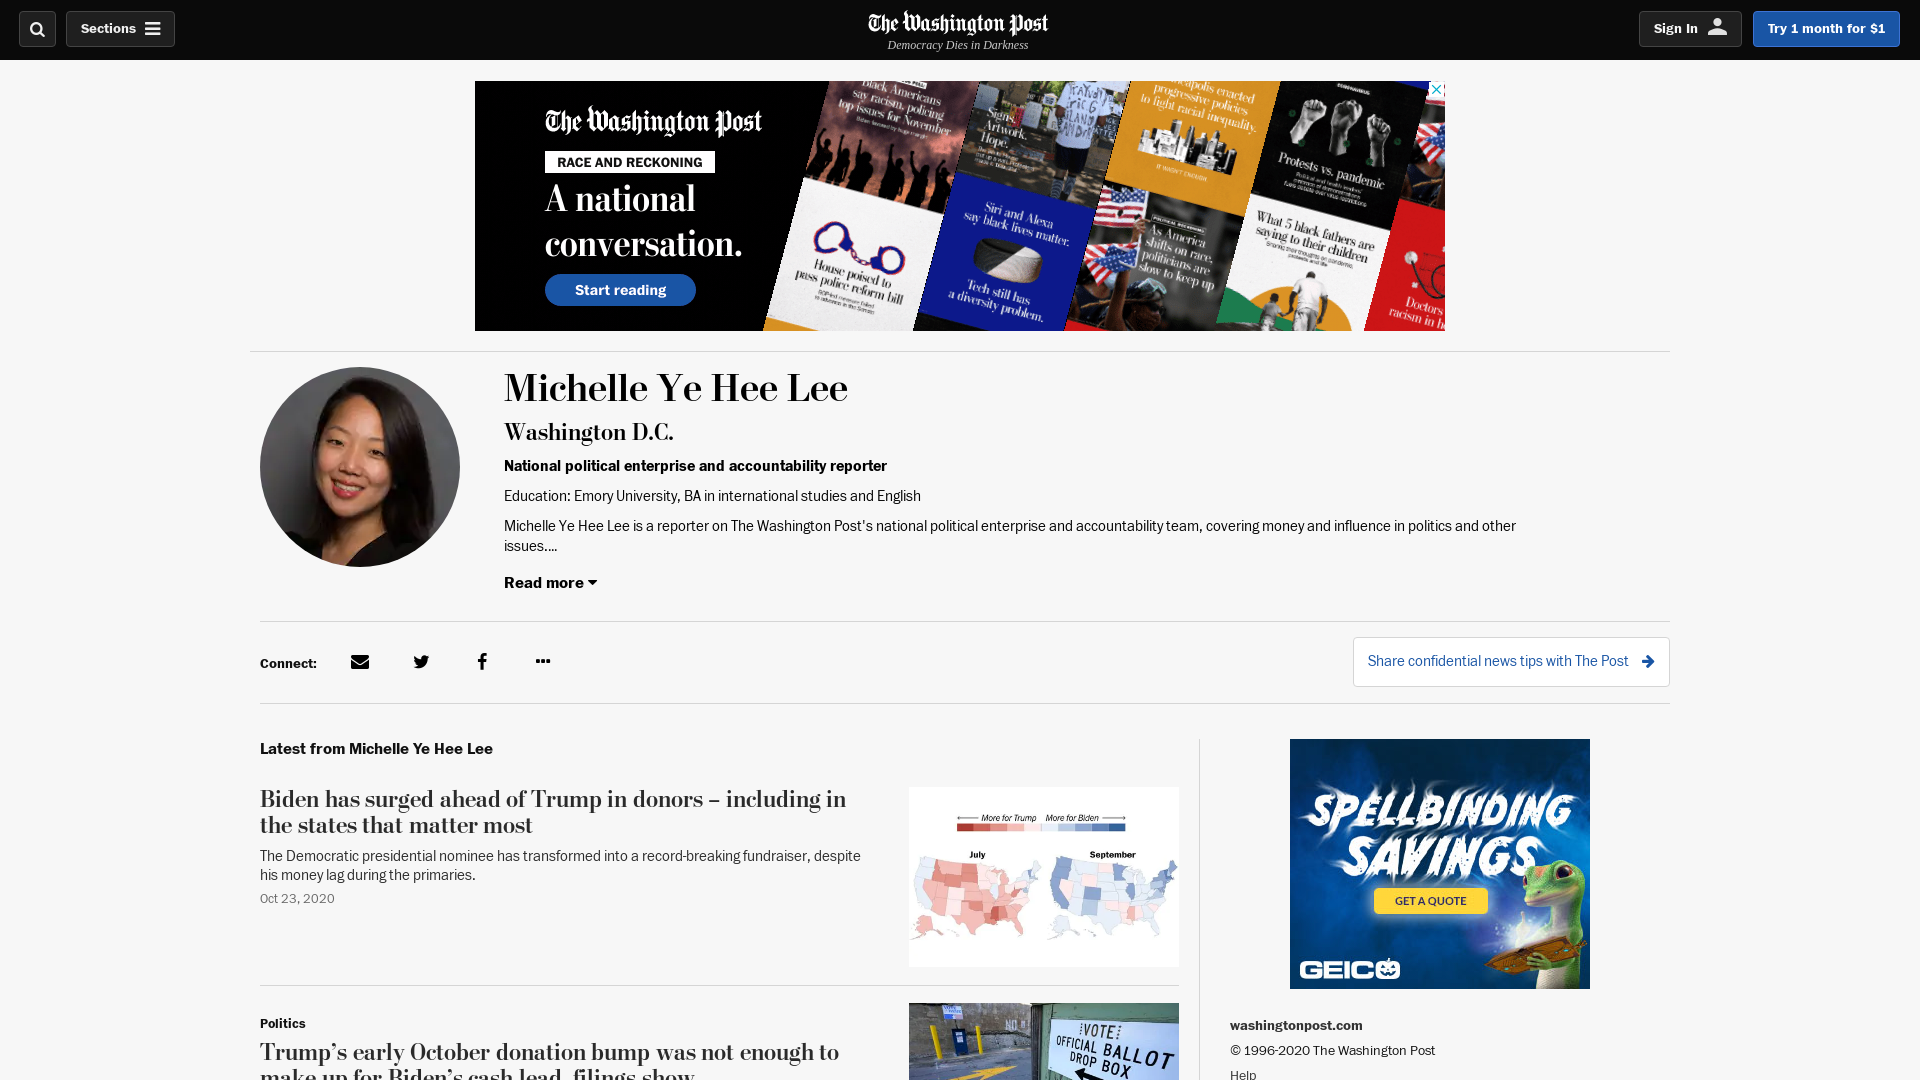 Sections
The Washington Post
Democracy Dies in Darkness
Sign In
Try 1 month for $1
The Washington Post
RACE AND RECKONING
A national
conversation.
Start reading
Black Americans
say racism, policing
top issues for November
Signs.
Artwork.
Hope.
progressive policies
to fight racial inequality.
Protests vs. pandemic
House poised to
pass police reform bill
Siri and Alexa
say black lives matter.
Tech still has
a diversity problem.
As America
shifts on race,
politicians are
slow to keep up
What 5 black fathers are
saying to their children
Doctors
Michelle Ye Hee Lee
Washington D.C.
National political enterprise and accountability reporter
Education: Emory University, BA in international studies and English
Michelle Ye Hee Lee is a reporter on The Washington Post's national political enterprise and accountability team, covering money and influence in politics and other
issues....
Read more
Connect:
Share confidential news tips with The Post
Latest from Michelle Ye Hee Lee
Biden has surged ahead of Trump in donors – including in
the states that matter most
The Democratic presidential nominee has transformed into a record-breaking fundraiser, despite
his money lag during the primaries.
Oct 23, 2020
More for Trump More for Biden
July September
SPELLBINDING
SAVINGS
GET A QUOTE
GEICO
Politics
Trump’s early October donation bump was not enough to
make up for Biden’s cash lead, filings show
VOTE
OFFICIAL BALLOT
DROP BOX
washingtonpost.com
© 1996-2020 The Washington Post
Help